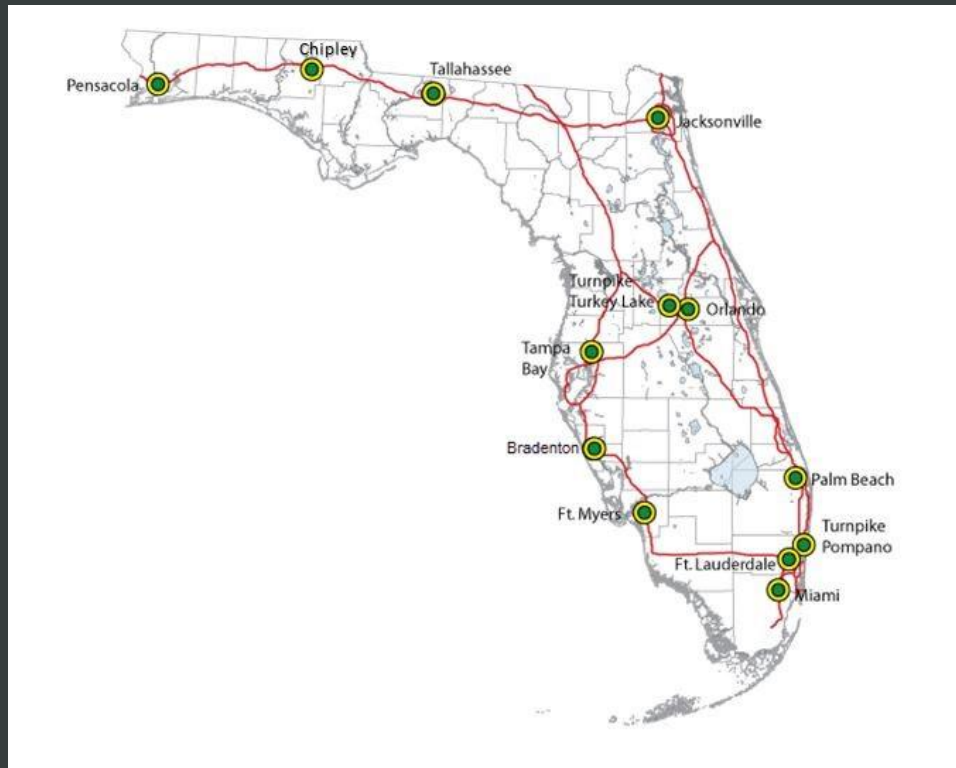 Chipley
Tallahassee
Pensacola
Jacksonville
Turnpike
Turkey Lake
Orlando
Tampa
Bay
Bradenton
Palm Beach
Ft. Myers
Turnpike
Pompano
Ft. Lauderdale
Miami